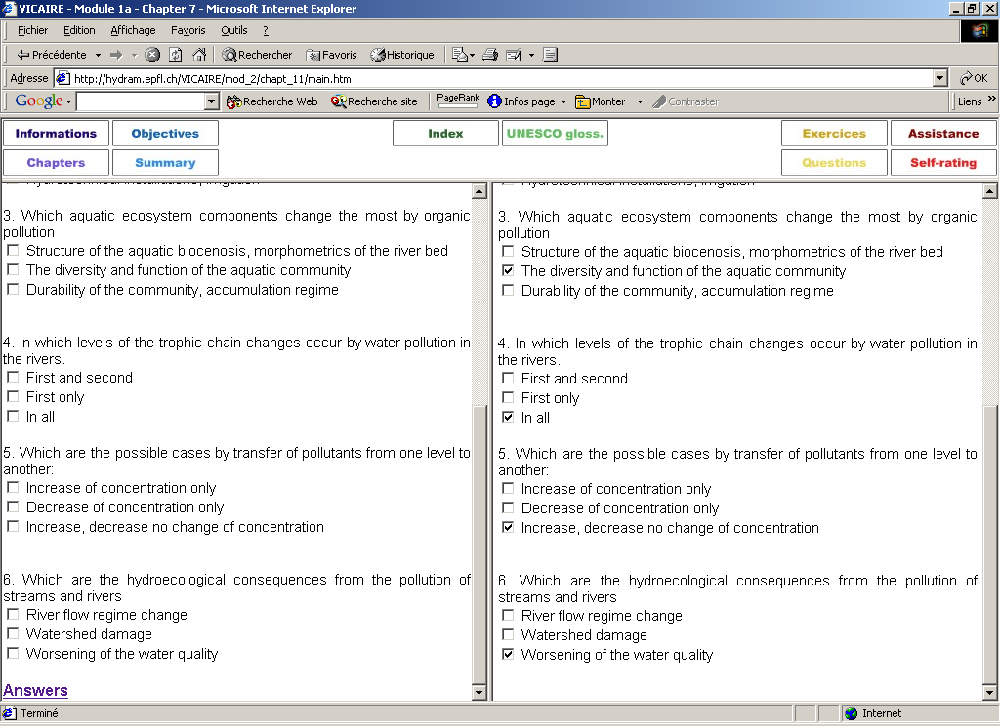 VICAIRE - Module 1a - Chapter 7 - Microsoft Internet Explorer
Fichier Edition Affichage Favoris Outils ?
Précédente Rechercher Favoris Historique
Adresse http://hydram.epfl.ch/VICAIRE/mod_2/chapt_11/main.htm OK
Google Recherche Web Recherche site PageRank Infos page Monter Contraster Liens »
Informations Objectives Index UNESCO gloss. Exercices Assistance
Chapters Summary Questions Self-rating
Hydrotechnical installations, irrigation
3. Which aquatic ecosystem components change the most by organic
pollution
Structure of the aquatic biocenosis, morphometrics of the river bed
The diversity and function of the aquatic community
Durability of the community, accumulation regime
4. In which levels of the trophic chain changes occur by water pollution in
the rivers.
First and second
First only
In all
5. Which are the possible cases by transfer of pollutants from one level to
another:
Increase of concentration only
Decrease of concentration only
Increase, decrease no change of concentration
6. Which are the hydroecological consequences from the pollution of
streams and rivers
River flow regime change
Watershed damage
Worsening of the water quality
Answers
Hydrotechnical installations, irrigation
3. Which aquatic ecosystem components change the most by organic
pollution
Structure of the aquatic biocenosis, morphometrics of the river bed
The diversity and function of the aquatic community
Durability of the community, accumulation regime
4. In which levels of the trophic chain changes occur by water pollution in
the rivers.
First and second
First only
In all
5. Which are the possible cases by transfer of pollutants from one level to
another:
Increase of concentration only
Decrease of concentration only
Increase, decrease no change of concentration
6. Which are the hydroecological consequences from the pollution of
streams and rivers
River flow regime change
Watershed damage
Worsening of the water quality
Terminé Internet